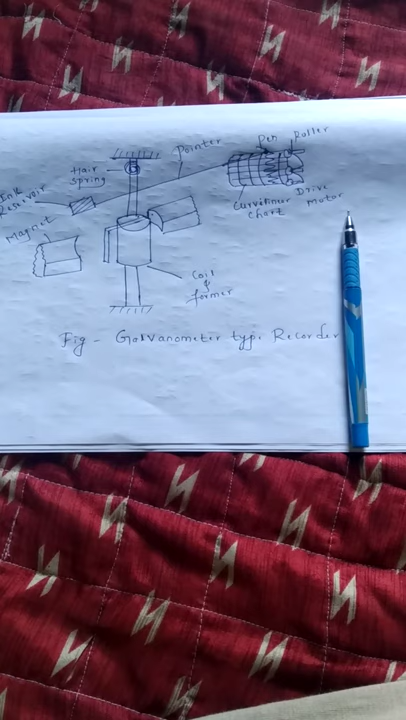 Pen Roller
pointer
Hair
spring
Ink
Reservoir
Drive
Motor
Curvilinear
chart
Magnet
Coil
&
former
Fig - Galvanometer type Recorder